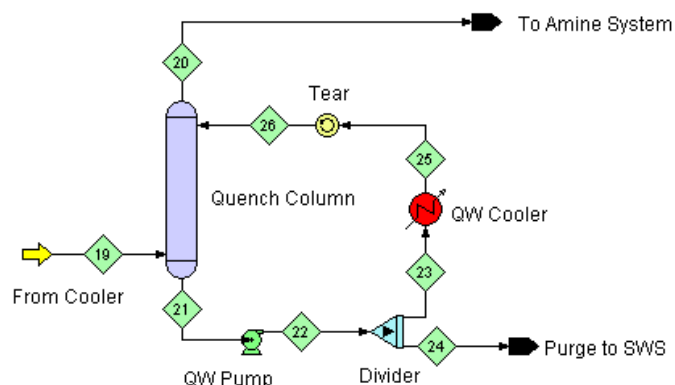 20
To Amine System
Tear
26
25
Quench Column
QW Cooler
19
From Cooler
23
21
22
24
Purge to SWS
QW Pump
Divider